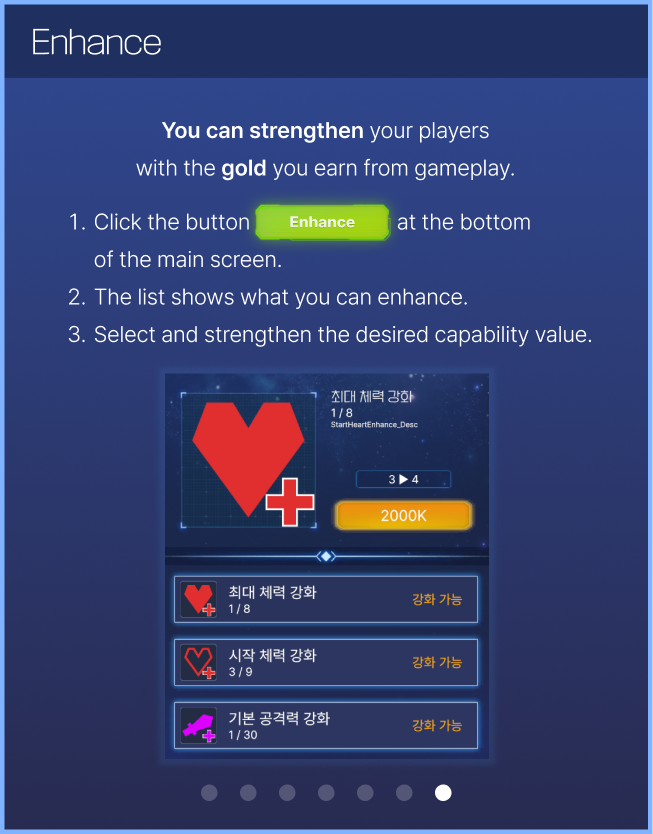 Enhance
You can strengthen your players
with the gold you earn from gameplay.
1. Click the button Enhance at the bottom
of the main screen.
2. The list shows what you can enhance.
3. Select and strengthen the desired capability value.
최대 체력 강화
1 / 8
StartHeartEnhance_Desc
3 ▶ 4
2000K
최대 체력 강화
1 / 8
강화 가능
시작 체력 강화
3 / 9
강화 가능
기본 공격력 강화
1 / 30
강화 가능